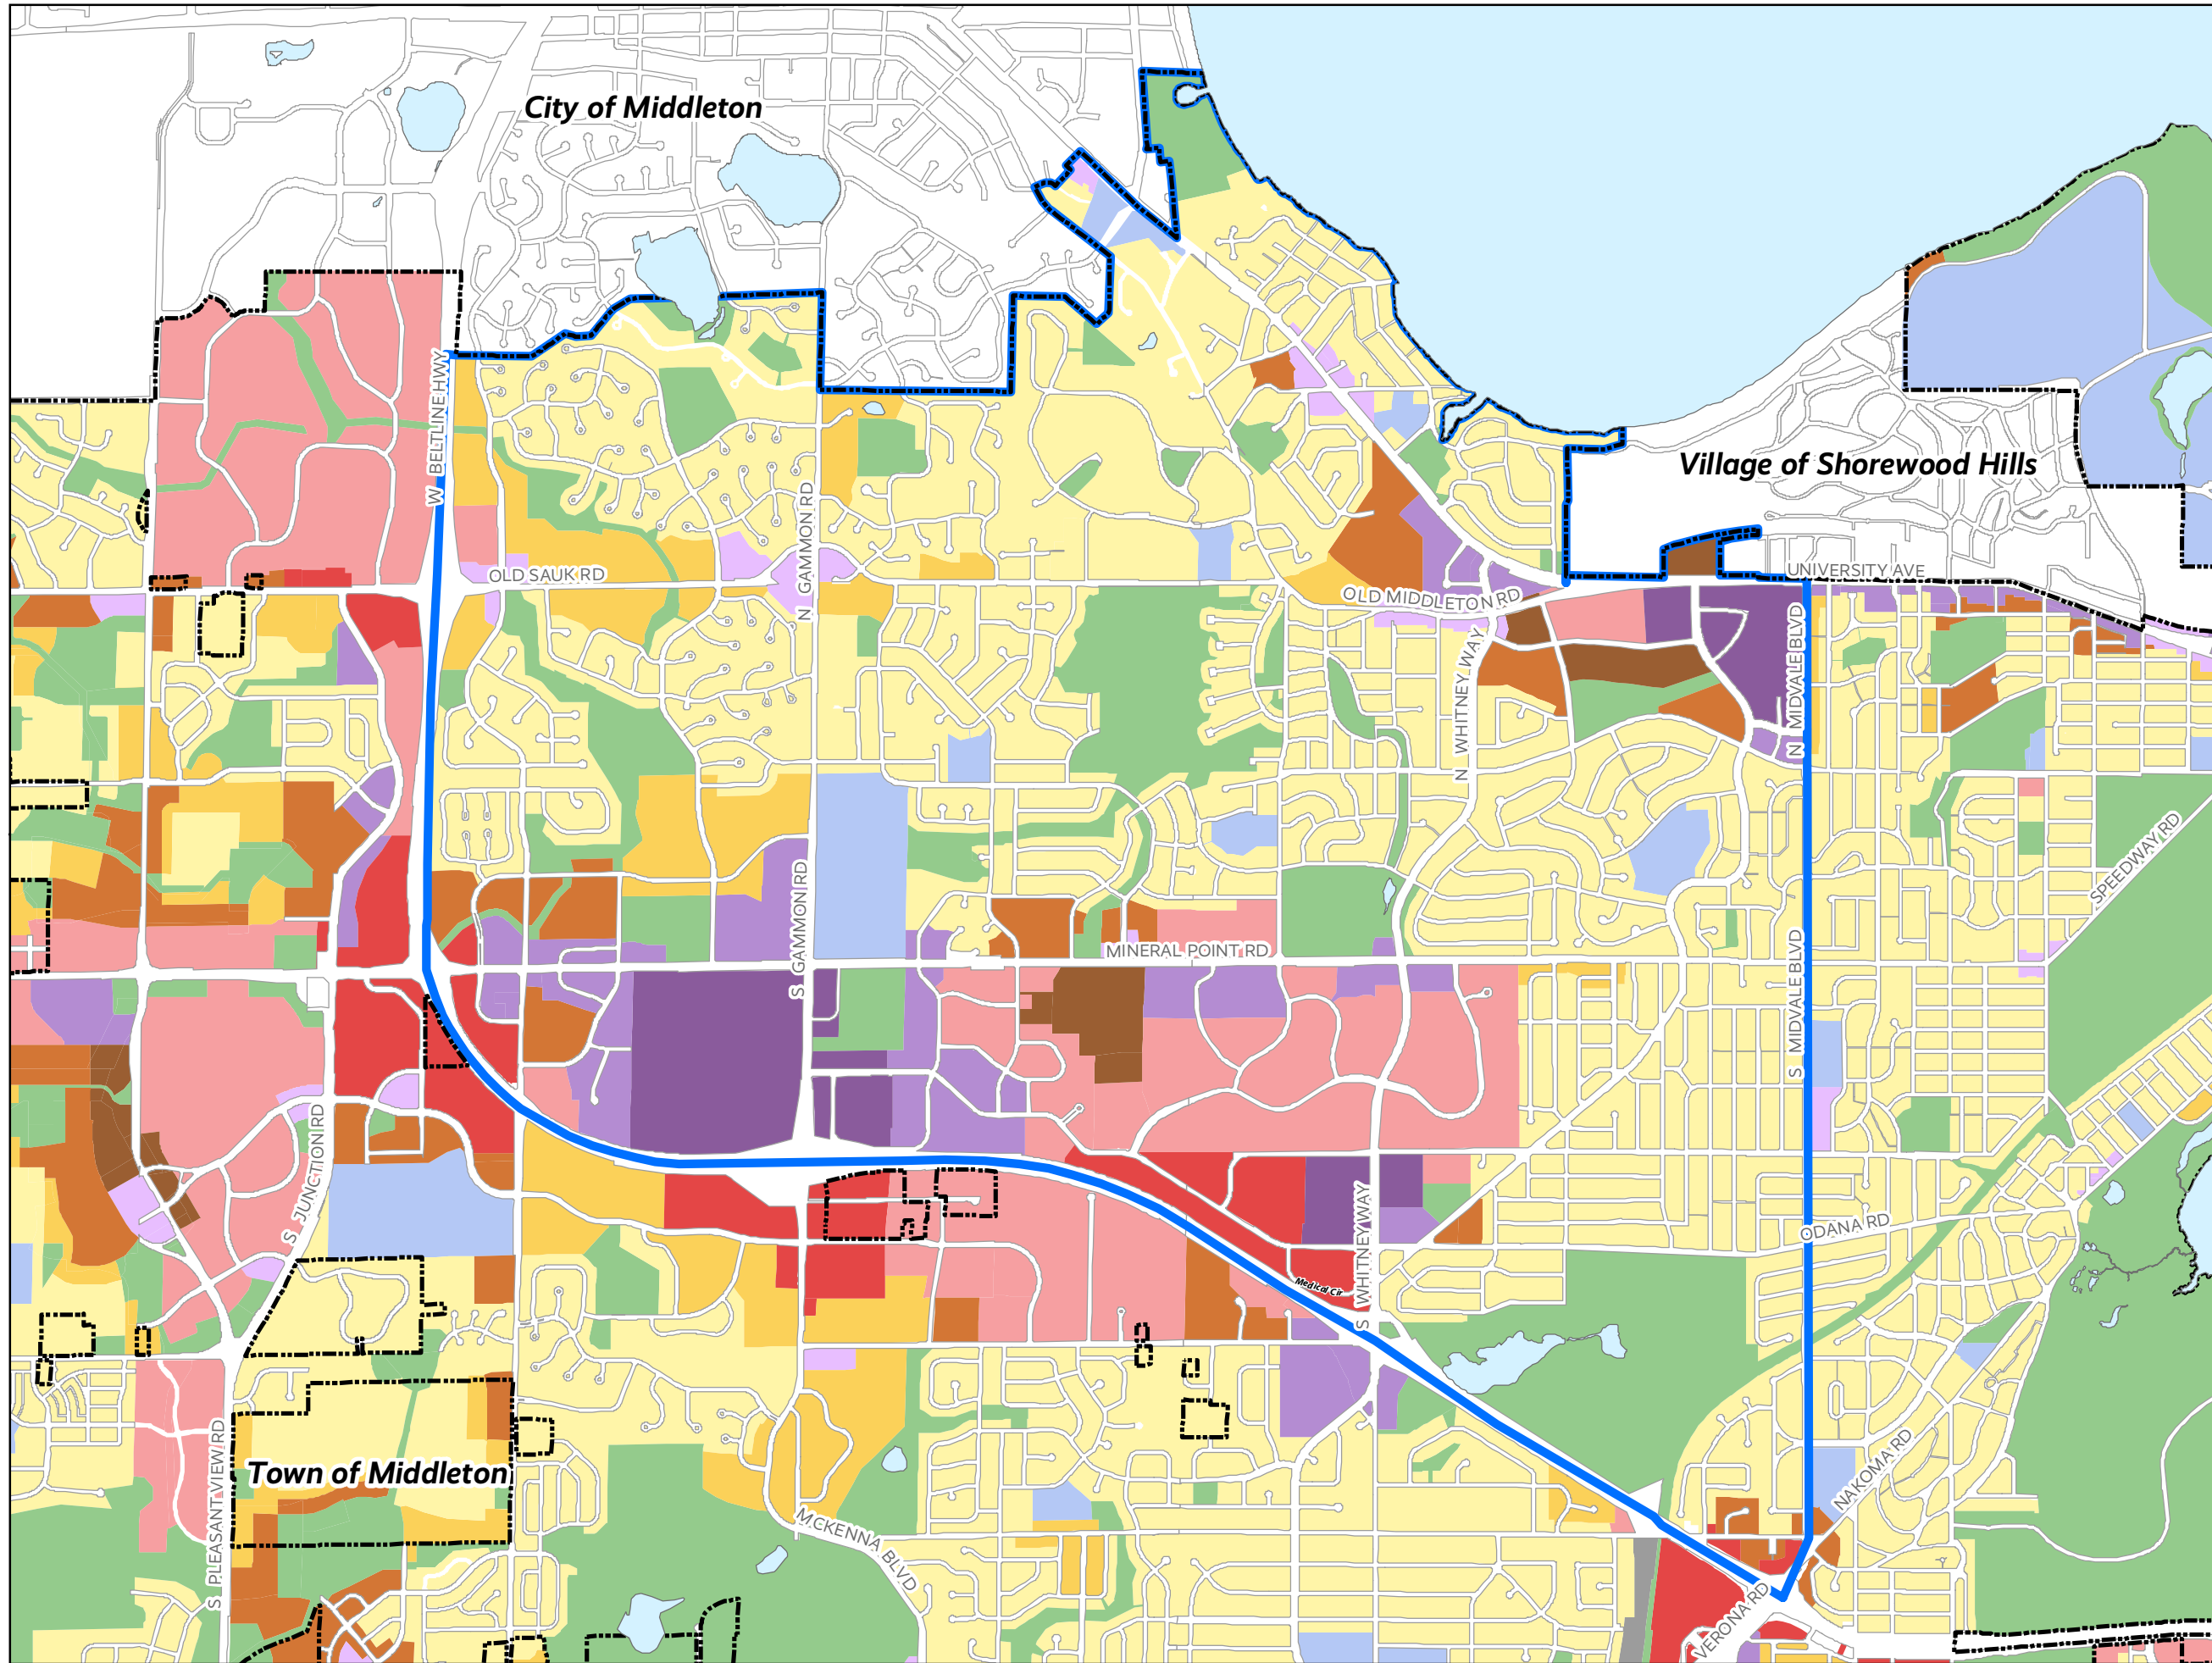 City of Middleton
W BELTLINE HWY
Village of Shorewood Hills
N GAMMON RD
OLD SAUK RD
UNIVERSITY AVE
OLD MIDDLETON RD
N WHITNEY WAY
N MIDVALE BLVD
SPEEDWAY RD
S GAMMON RD
MINERAL POINT RD
S MIDVALE BLVD
S JUNCTION RD
S WHITNEY WAY
ODANA RD
Medical Cir
S PLEASANT VIEW RD
Town of Middleton
NAKOMA RD
MCKENNA BLVD
VERONA RD